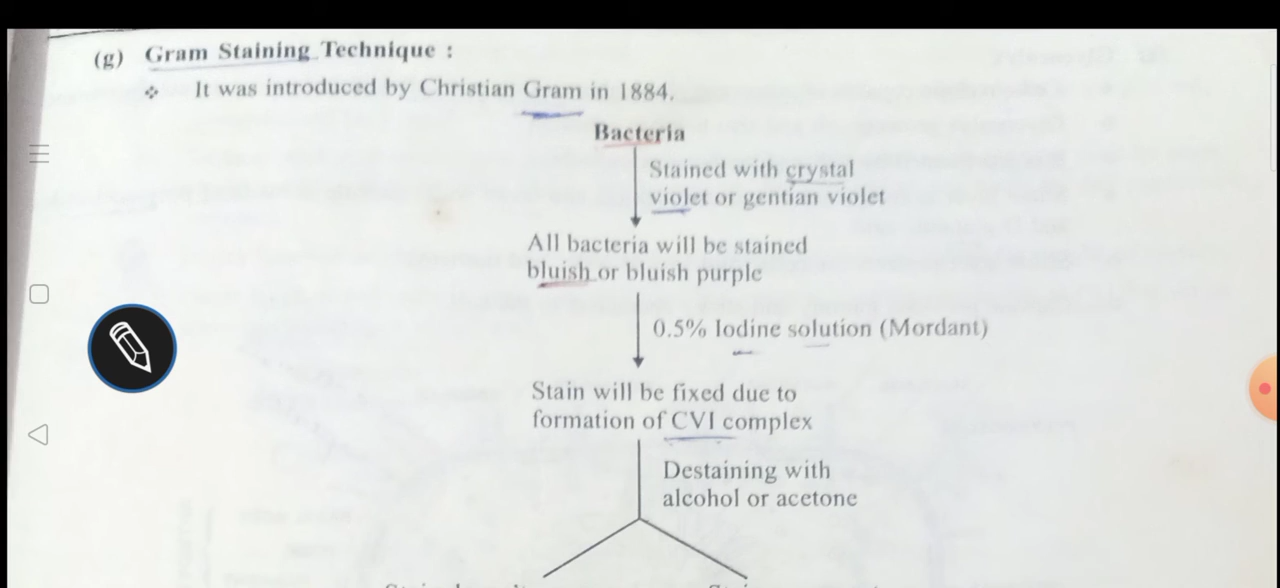 (g) Gram Staining Technique :
❖ It was introduced by Christian Gram in 1884.
Bacteria
Stained with crystal
violet or gentian violet
All bacteria will be stained
bluish or bluish purple
0.5% Iodine solution (Mordant)
Stain will be fixed due to
formation of CVI complex
Destaining with
alcohol or acetone